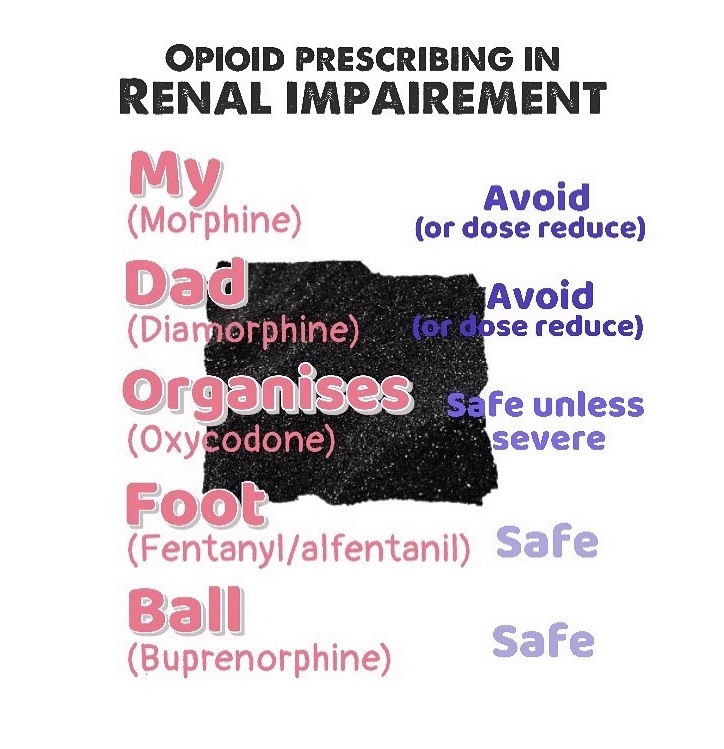 OPIOID PRESCRIBING IN
RENAL IMPAIREMENT
My
(Morphine)
Avoid
(or dose reduce)
Dad
(Diamorphine)
Avoid
(or dose reduce)
Organises
(Oxycodone)
Safe unless
severe
Foot
(Fentanyl/alfentanil)
Safe
Ball
(Buprenorphine)
Safe